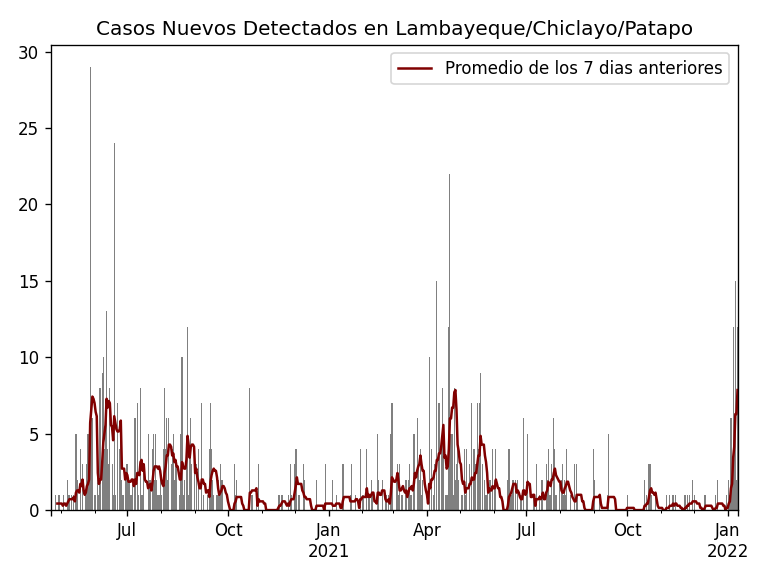 Casos Nuevos Detectados en Lambayeque/Chiclayo/Patapo
Promedio de los 7 dias anteriores
30
25
20
15
10
5
0
Jul Oct Jan Apr Jul Oct Jan
2021 2022